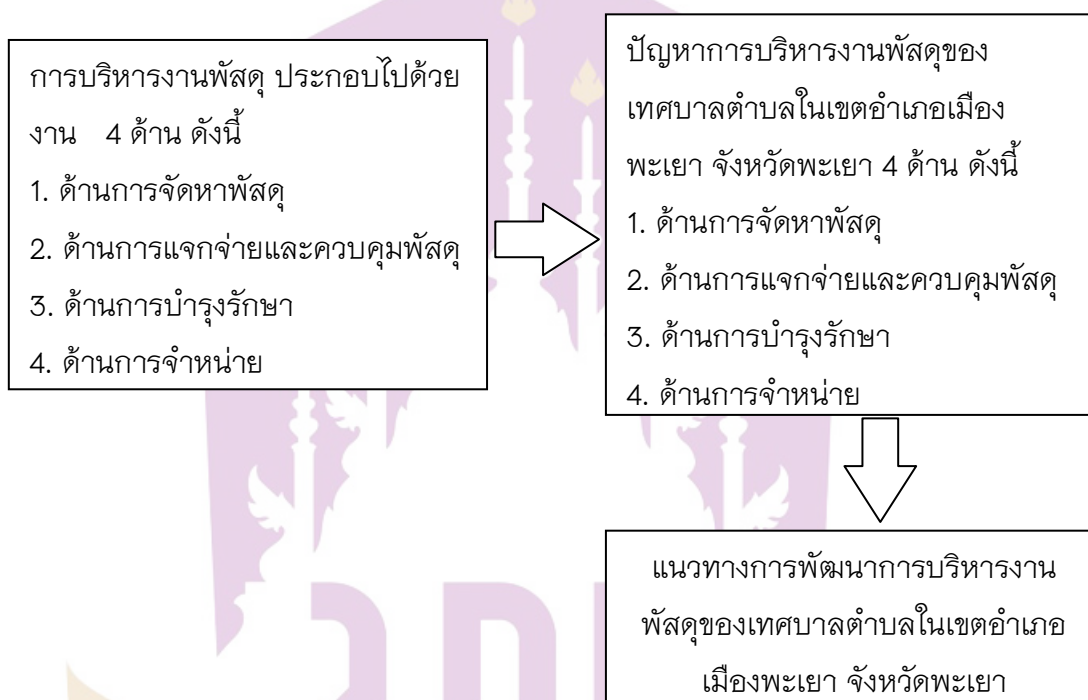 การบริหารงานพัสดุ ประกอบไปด้วย
งาน 4 ด้าน ดังนี้
1. ด้านการจัดหาพัสดุ
2. ด้านการแจกจ่ายและควบคุมพัสดุ
3. ด้านการบำรุงรักษา
4. ด้านการจำหน่าย
ปัญหาการบริหารงานพัสดุของ
เทศบาลตำบลในเขตอำเภอเมือง
พะเยา จังหวัดพะเยา 4 ด้าน ดังนี้
1. ด้านการจัดหาพัสดุ
2. ด้านการแจกจ่ายและควบคุมพัสดุ
3. ด้านการบำรุงรักษา
4. ด้านการจำหน่าย
แนวทางการพัฒนาการบริหารงาน
พัสดุของเทศบาลตำบลในเขตอำเภอ
เมืองพะเยา จังหวัดพะเยา